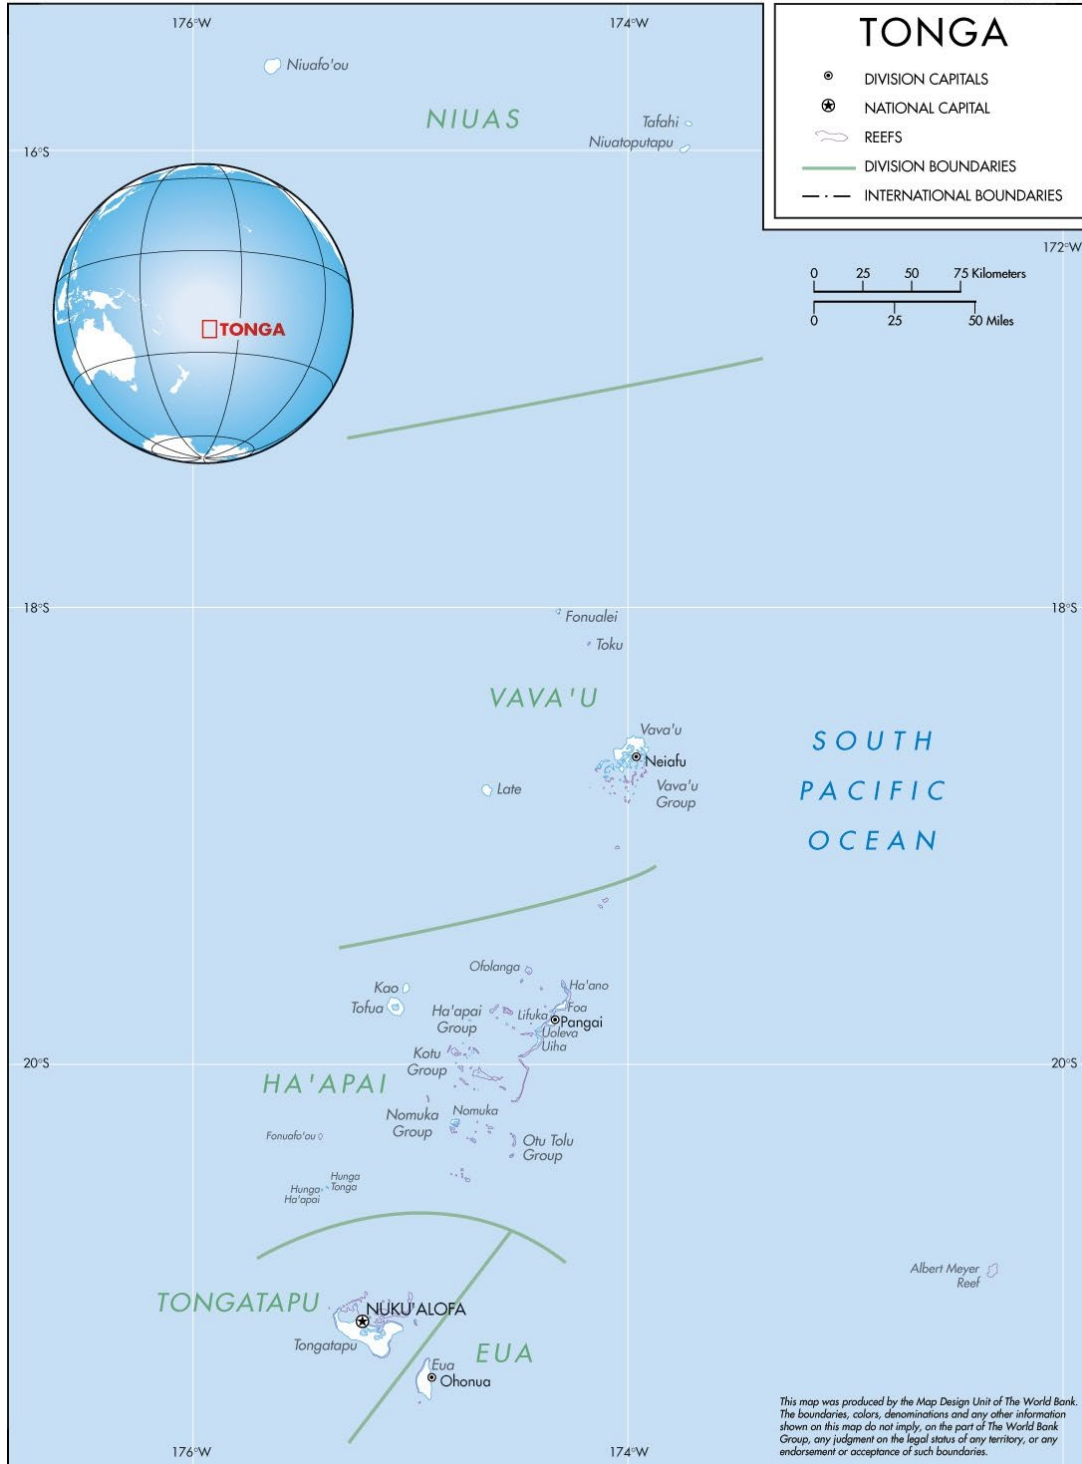 TONGA
DIVISION CAPITALS
NATIONAL CAPITAL
REEFS
DIVISION BOUNDARIES
INTERNATIONAL BOUNDARIES
176°W
174°W
172°W
Niuafo'ou
NIUAS
Tafahi
Niuatoputapu
16°S
0 25 50 75 Kilometers
0 25 50 Miles
TONGA
18°S
18°S
Fonualei
Toku
VAVA'U
Vava'u
Neiafu
Vava'u
Group
Late
SOUTH
PACIFIC
OCEAN
Ofolanga
Kao
Tofua
Ha'ano
Foa
Lifuka
Pangai
Ha'apai
Group
Uoleva
Uiha
Kotu
Group
20°S
20°S
HA'APAI
Nomuka
Group
Nomuka
Fonuafo'ou
Otu Tolu
Group
Hunga
Tonga
Hunga
Ha'apai
Albert Meyer
Reef
TONGATAPU
NUKU'ALOFA
Tongatapu
EUA
Eua
Ohonua
176°W
174°W
This map was produced by the Map Design Unit of The World Bank.
The boundaries, colors, denominations and any other information
shown on this map do not imply, on the part of The World Bank
Group, any judgment on the legal status of any territory, or any
endorsement or acceptance of such boundaries.